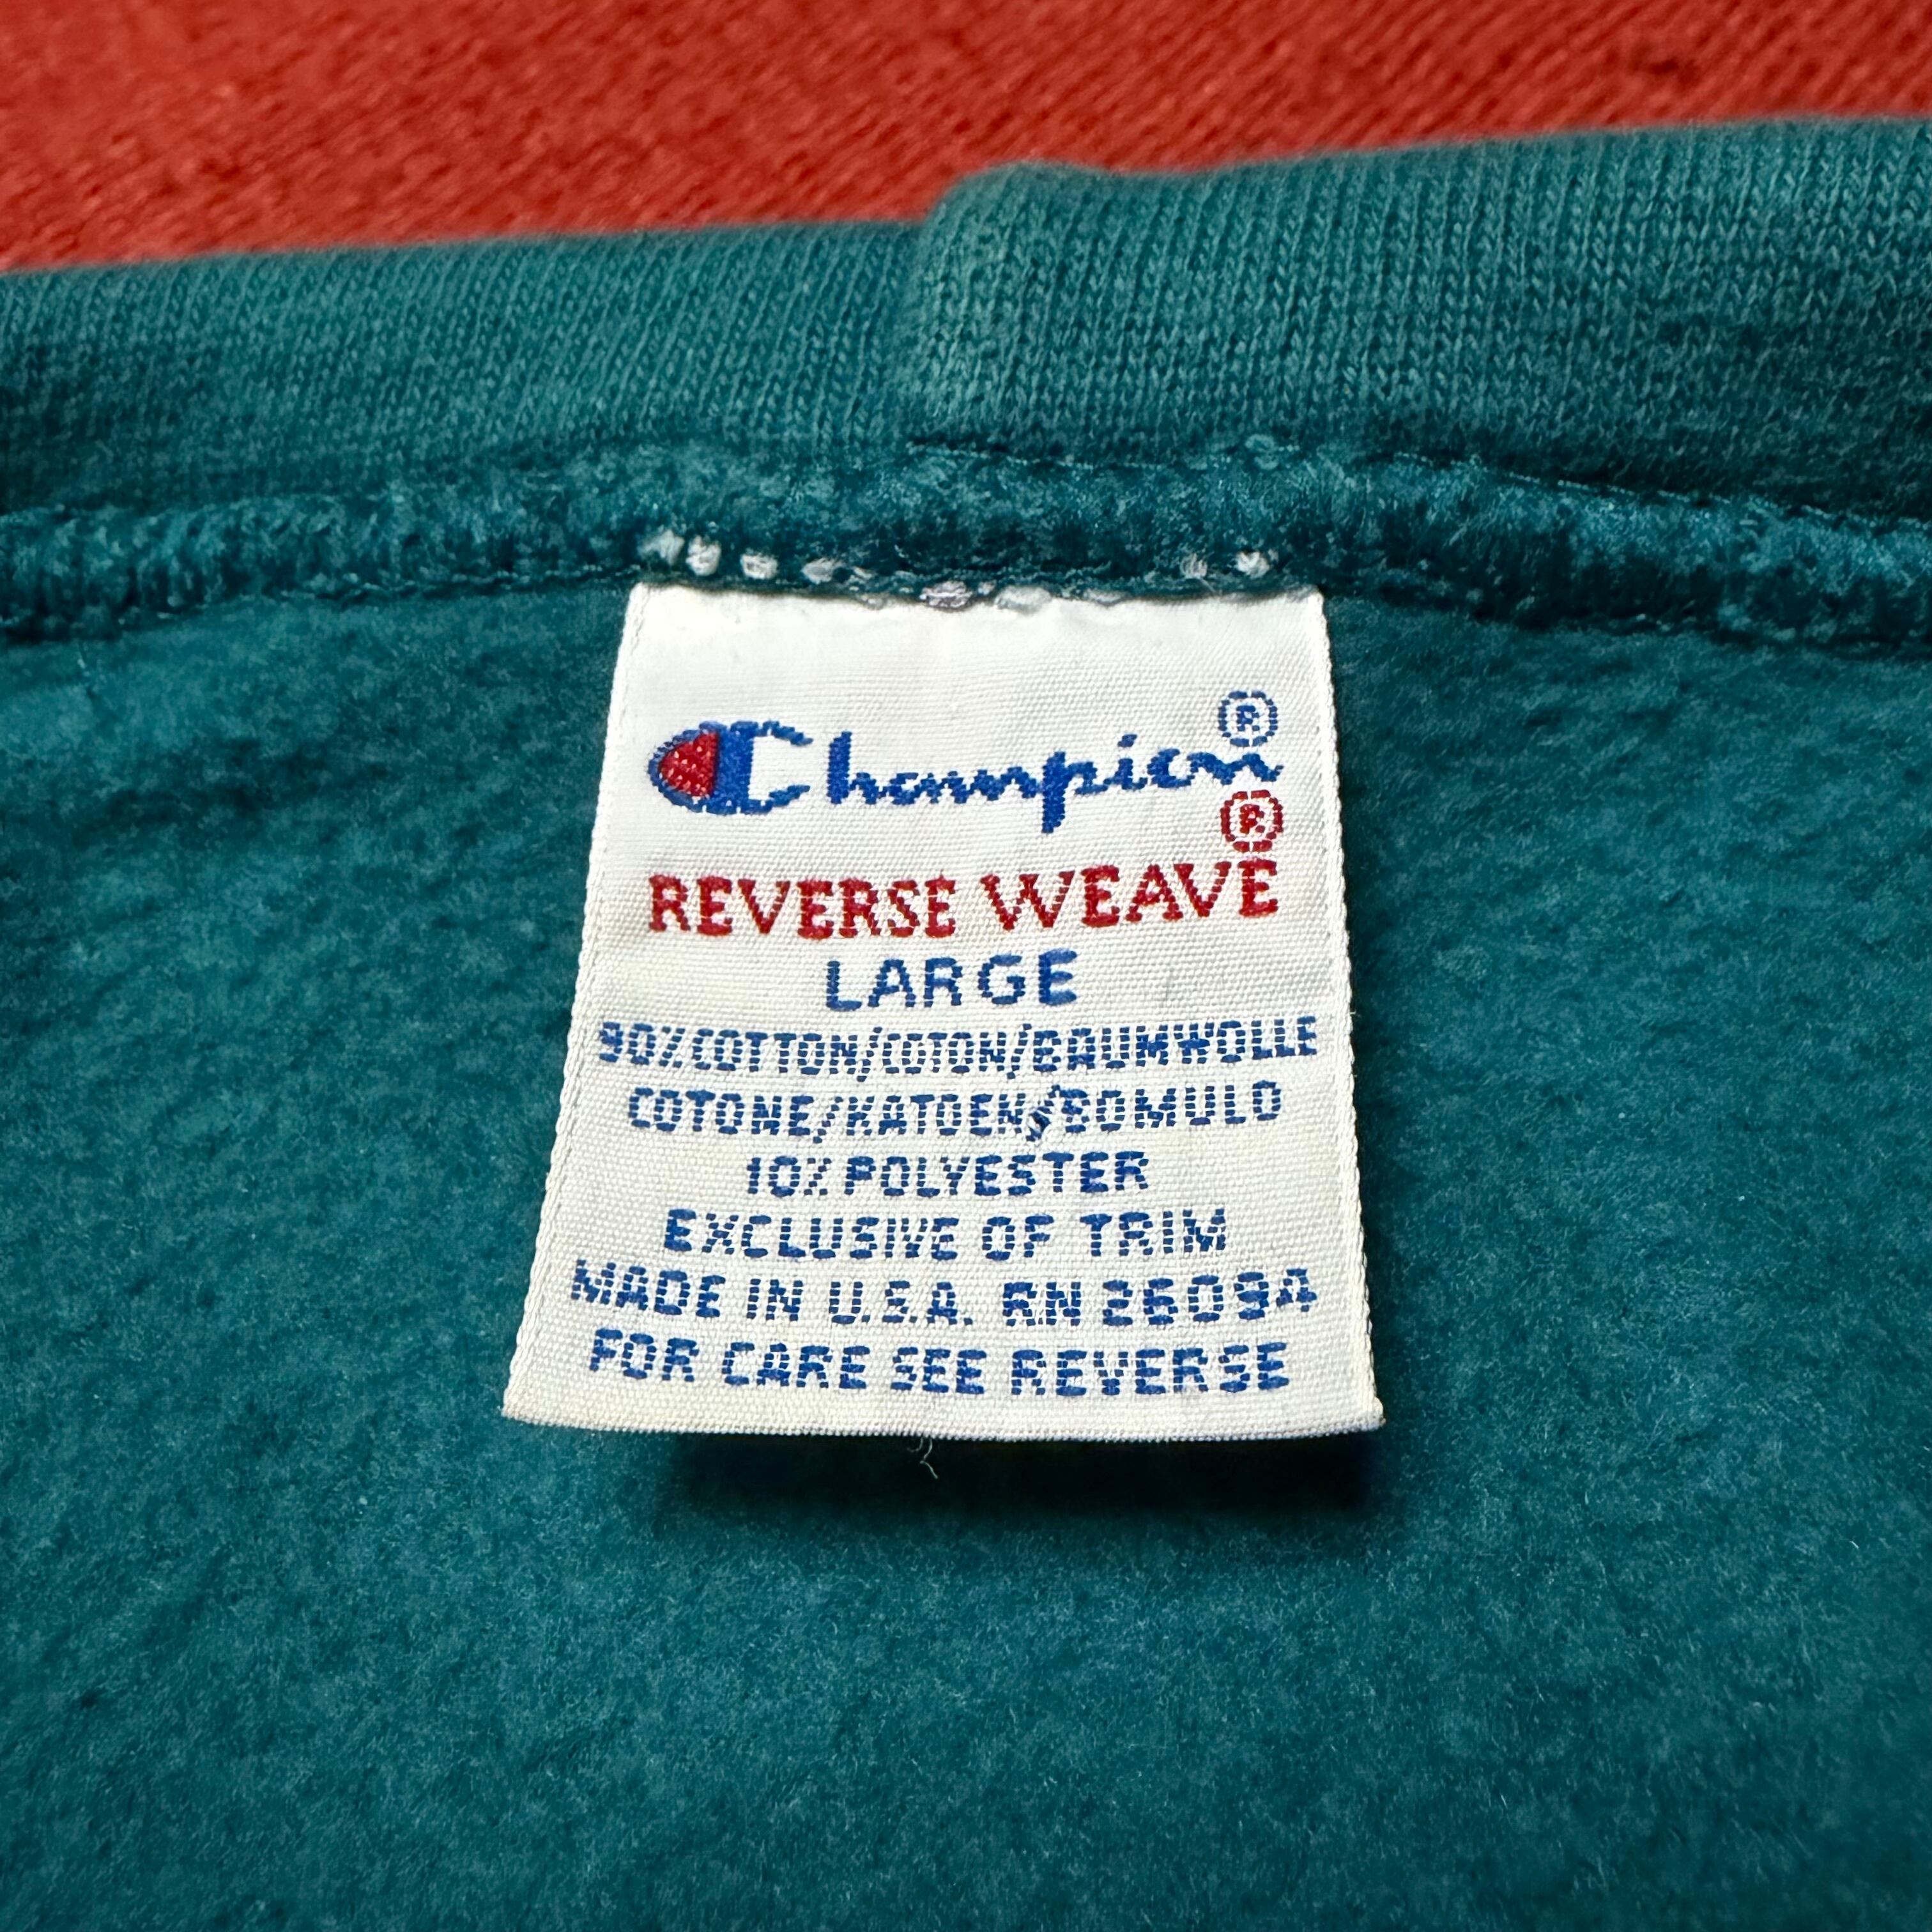 Champion®
REVERSE WEAVE®
LARGE
90% COTTON/COTON/BAUMWOLLE
COTONE/KATOEN/BOMULD
10% POLYESTER
EXCLUSIVE OF TRIM
MADE IN U.S.A. RN 26094
FOR CARE SEE REVERSE